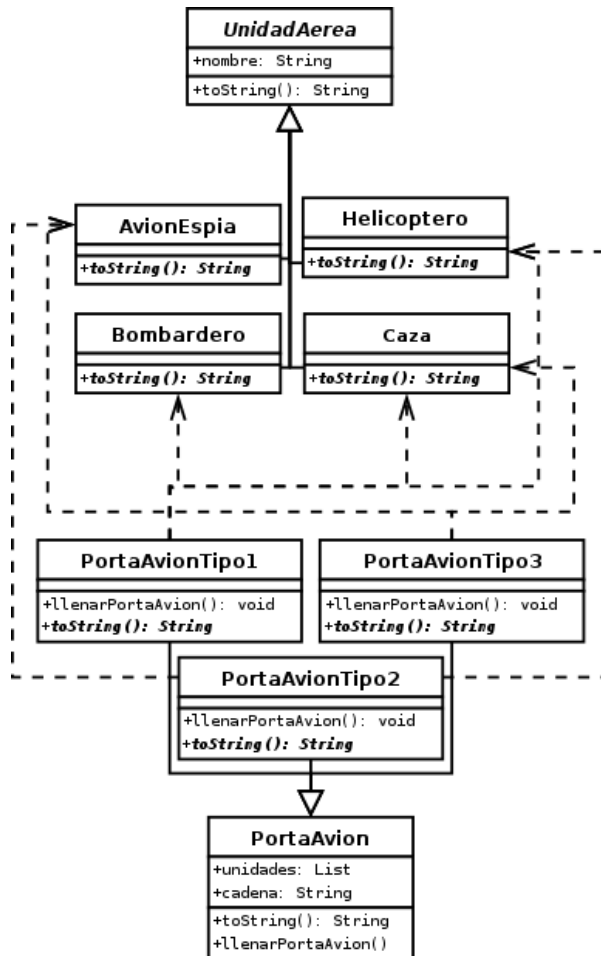 UnidadAerea
+nombre: String
+toString(): String
AvionEspia
+toString(): String
Helicoptero
+toString(): String
Bombardero
+toString(): String
Caza
+toString(): String
PortaAvionTipo1
+llenarPortaAvion(): void
+toString(): String
PortaAvionTipo3
+llenarPortaAvion(): void
+toString(): String
PortaAvionTipo2
+llenarPortaAvion(): void
+toString(): String
PortaAvion
+unidades: List
+cadena: String
+toString(): String
+llenarPortaAvion()